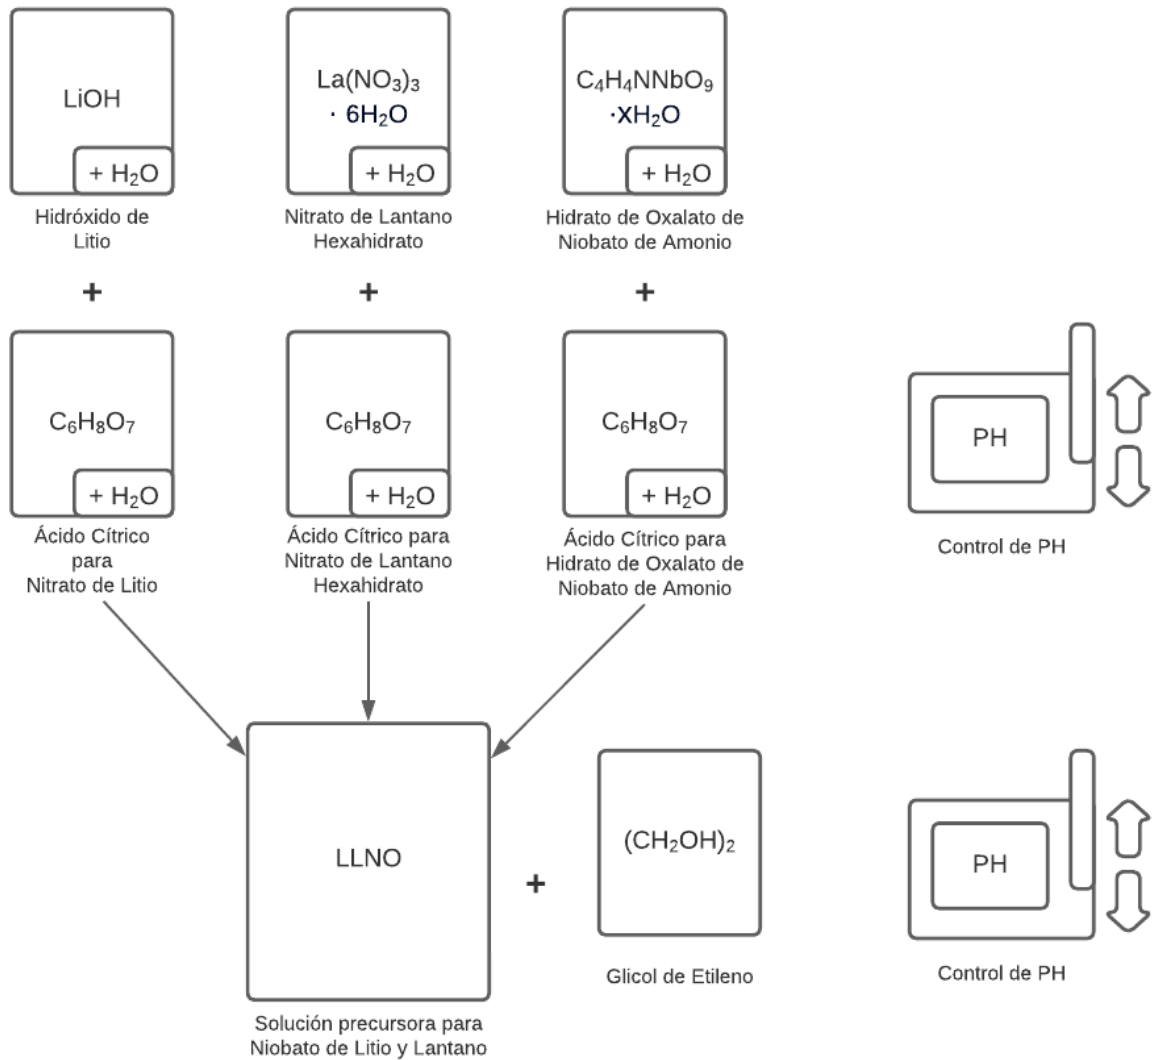 LiOH
+ H₂O
Hidróxido de
Litio
La(NO₃)₃
· 6H₂O
+ H₂O
Nitrato de Lantano
Hexahidrato
C₄H₄NNbO₉
·xH₂O
+ H₂O
Hidrato de Oxalato de
Niobato de Amonio
+
+
+
C₆H₈O₇
+ H₂O
Ácido Cítrico
para
Nitrato de Litio
C₆H₈O₇
+ H₂O
Ácido Cítrico para
Nitrato de Lantano
Hexahidrato
C₆H₈O₇
+ H₂O
Ácido Cítrico para
Hidrato de Oxalato de
Niobato de Amonio
PH
Control de PH
LLNO
Solución precursora para
Niobato de Litio y Lantano
+
(CH₂OH)₂
Glicol de Etileno
PH
Control de PH